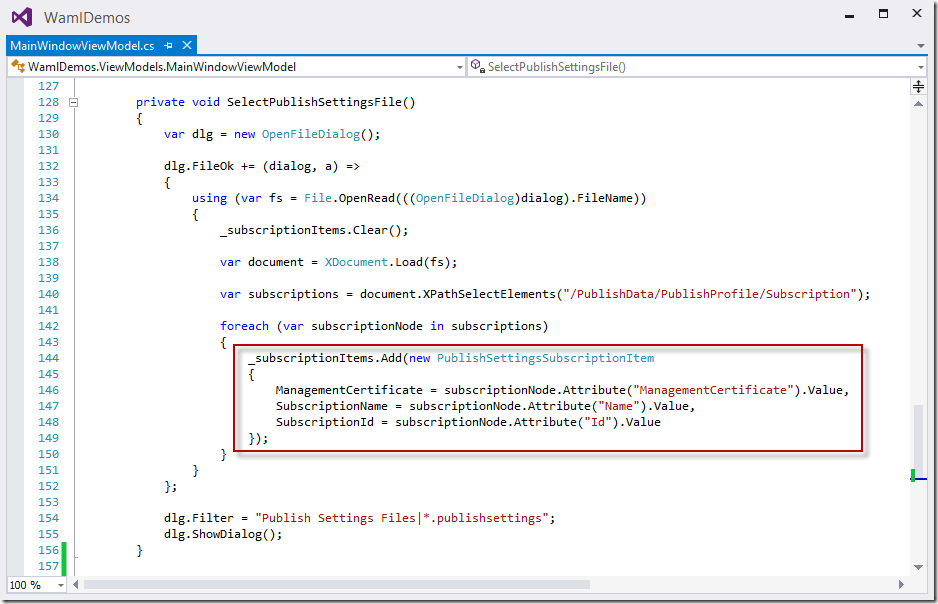 WamlDemos
MainWindowViewModel.cs
WamlDemos.ViewModels.MainWindowViewModel SelectPublishSettingsFile()
127
128 private void SelectPublishSettingsFile()
129 {
130 var dlg = new OpenFileDialog();
131
132 dlg.FileOk += (dialog, a) =>
133 {
134 using (var fs = File.OpenRead(((OpenFileDialog)dialog).FileName))
135 {
136 _subscriptionItems.Clear();
137
138 var document = XDocument.Load(fs);
139
140 var subscriptions = document.XPathSelectElements("/PublishData/PublishProfile/Subscription");
141
142 foreach (var subscriptionNode in subscriptions)
143 {
144 _subscriptionItems.Add(new PublishSettingsSubscriptionItem
145 {
146 ManagementCertificate = subscriptionNode.Attribute("ManagementCertificate").Value,
147 SubscriptionName = subscriptionNode.Attribute("Name").Value,
148 SubscriptionId = subscriptionNode.Attribute("Id").Value
149 });
150 }
151 }
152 };
153
154 dlg.Filter = "Publish Settings Files|*.publishsettings";
155 dlg.ShowDialog();
156 }
157
100 %